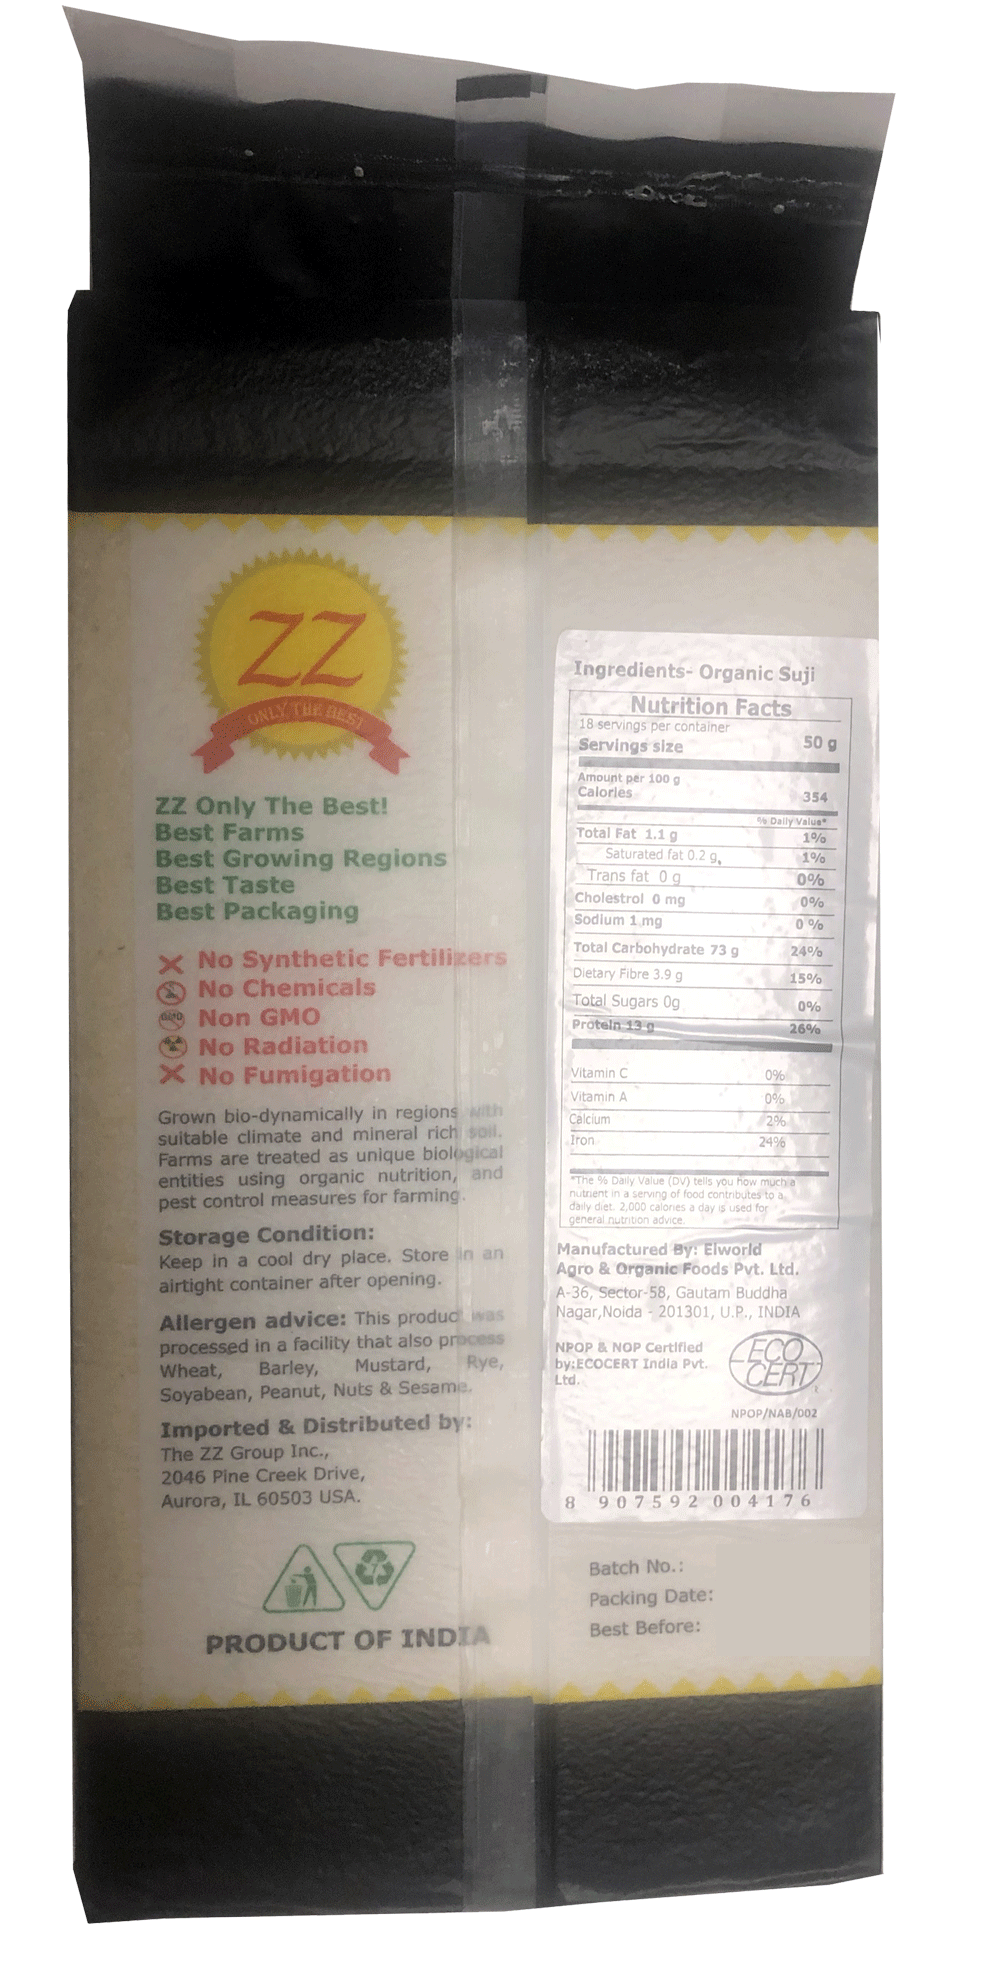 ZZ
ONLY THE BEST
ZZ Only The Best!
Best Farms
Best Growing Regions
Best Taste
Best Packaging
No Synthetic Fertilizers
No Chemicals
GMO Non GMO
No Radiation
No Fumigation
Grown bio-dynamically in regions with
suitable climate and mineral rich soil.
Farms are treated as unique biological
entities using organic nutrition, and
pest control measures for farming.
Storage Condition:
Keep in a cool dry place. Store in an
airtight container after opening.
Allergen advice: This product was
processed in a facility that also process
Wheat, Barley, Mustard, Rye,
Soyabean, Peanut, Nuts & Sesame.
Imported & Distributed by:
The ZZ Group Inc.,
2046 Pine Creek Drive,
Aurora, IL 60503 USA.
PRODUCT OF INDIA
Ingredients- Organic Suji
Nutrition Facts
18 servings per container
Servings size 50 g
Amount per 100 g
Calories 354
% Daily Value*
Total Fat 1.1 g 1%
Saturated fat 0.2 g, 1%
Trans fat 0 g 0%
Cholestrol 0 mg 0%
Sodium 1 mg 0 %
Total Carbohydrate 73 g 24%
Dietary Fibre 3.9 g 15%
Total Sugars 0g 0%
Protein 13 g 26%
Vitamin C 0%
Vitamin A 0%
Calcium 2%
Iron 24%
*The % Daily Value (DV) tells you how much a
nutrient in a serving of food contributes to a
daily diet. 2,000 calories a day is used for
general nutrition advice.
Manufactured By: Elworld
Agro & Organic Foods Pvt. Ltd.
A-36, Sector-58, Gautam Buddha
Nagar,Noida - 201301, U.P., INDIA
NPOP & NOP Certified
by:ECOCERT India Pvt.
Ltd.
ECO
CERT
NPOP/NAB/002
8 907592 004176
Batch No.:
Packing Date:
Best Before: